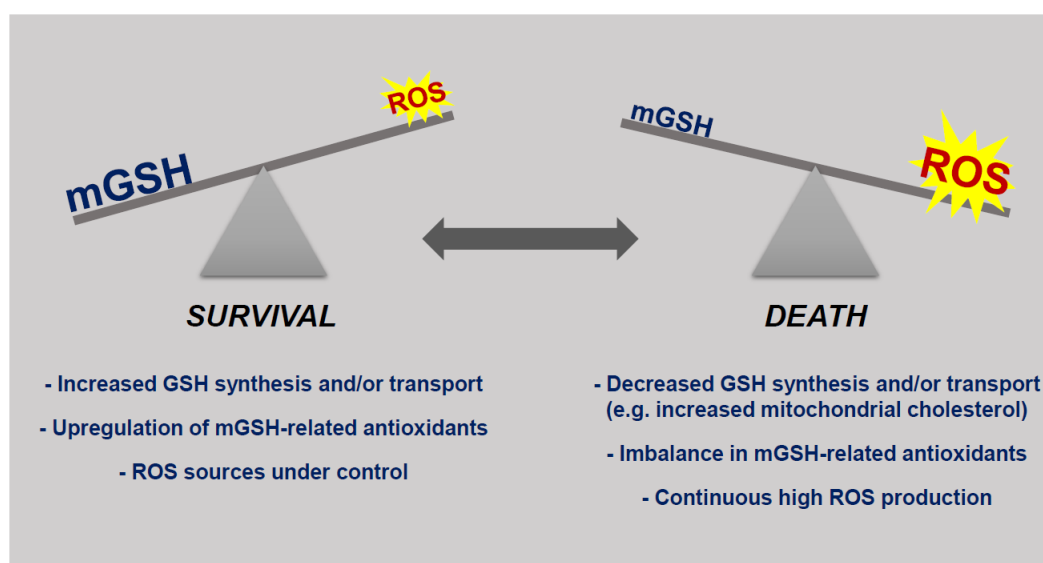 mGSH
ROS
SURVIVAL
- Increased GSH synthesis and/or transport
- Upregulation of mGSH-related antioxidants
- ROS sources under control
mGSH
ROS
DEATH
- Decreased GSH synthesis and/or transport
(e.g. increased mitochondrial cholesterol)
- Imbalance in mGSH-related antioxidants
- Continuous high ROS production